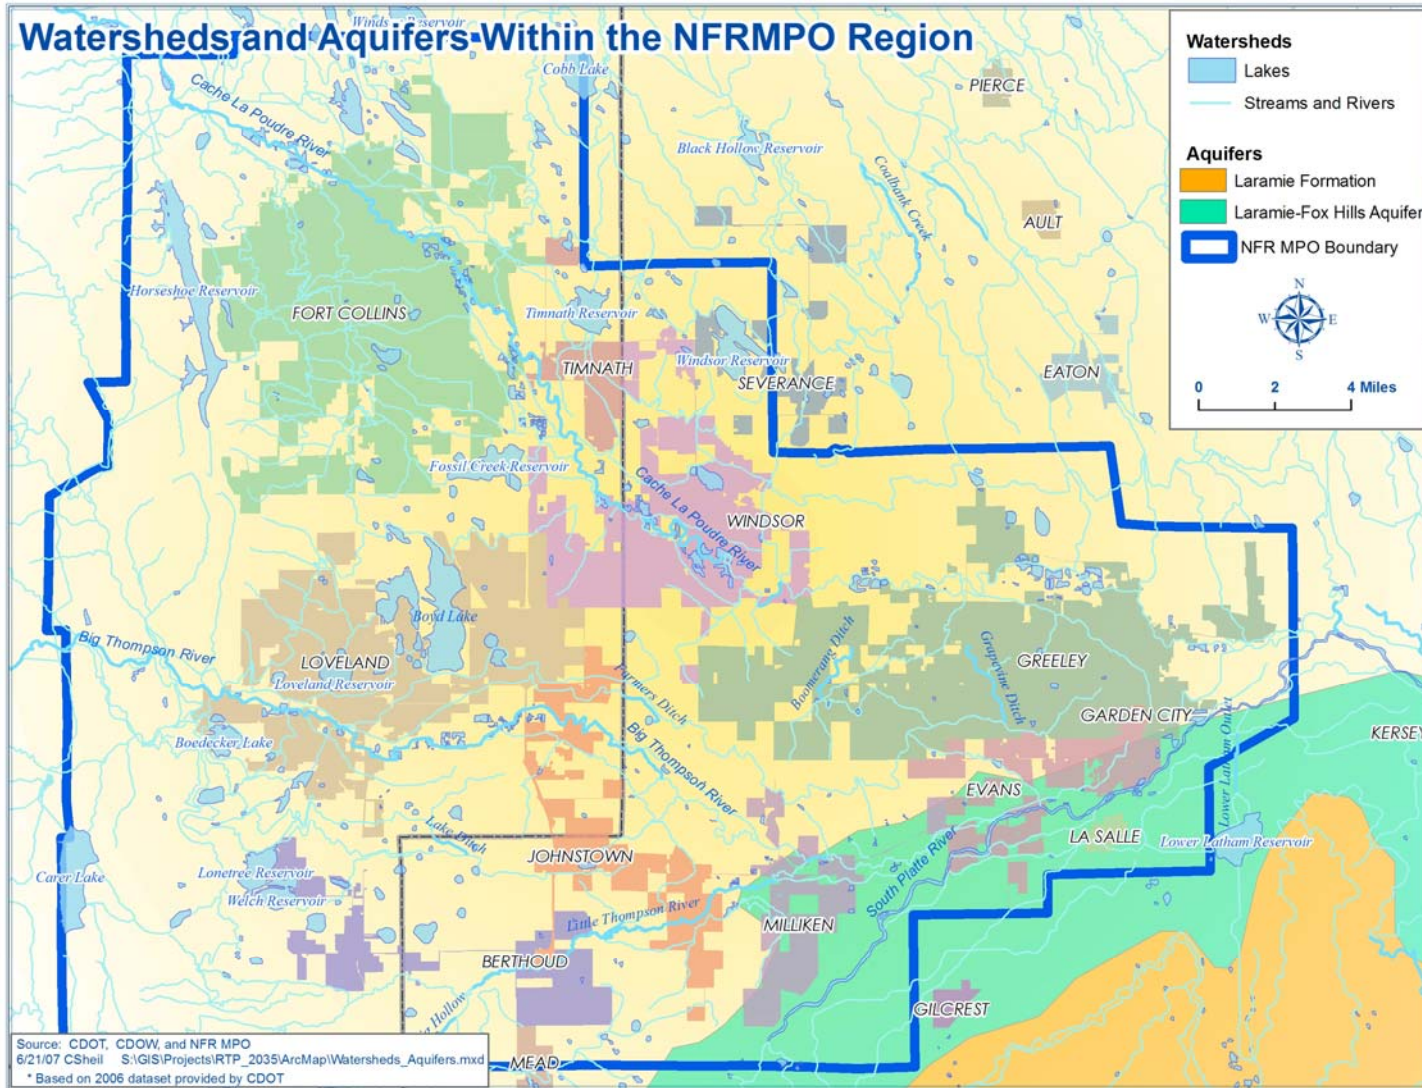 Windsor Reservoir
Watersheds and Aquifers Within the NFRMPO Region
Cobb Lake
Cache La Poudre River
PIERCE
Black Hollow Reservoir
Coalbank Creek
AULT
Horseshoe Reservoir
FORT COLLINS
Timnath Reservoir
TIMNATH
Windsor Reservoir
SEVERANCE
EATON
Fossil Creek Reservoir
Cache La Poudre River
WINDSOR
Boyd Lake
Big Thompson River
LOVELAND
Loveland Reservoir
Farmers Ditch
Boomerang Ditch
Grapevine Ditch
GREELEY
GARDEN CITY
Lower Latham Outlet
KERSEY
Boedecker Lake
Big Thompson River
EVANS
Lake Ditch
JOHNSTOWN
LA SALLE
Lower Latham Reservoir
Carer Lake
Lonetree Reservoir
Welch Reservoir
South Platte River
Little Thompson River
MILLIKEN
BERTHOUD
Hollow
GILCREST
MEAD
Watersheds
Lakes
Streams and Rivers
Aquifers
Laramie Formation
Laramie-Fox Hills Aquifer
NFR MPO Boundary
N
W E
S
0 2 4 Miles
Source: CDOT, CDOW, and NFR MPO
6/21/07 CSheil S:\GIS\Projects\RTP_2035\ArcMap\Watersheds_Aquifers.mxd
* Based on 2006 dataset provided by CDOT